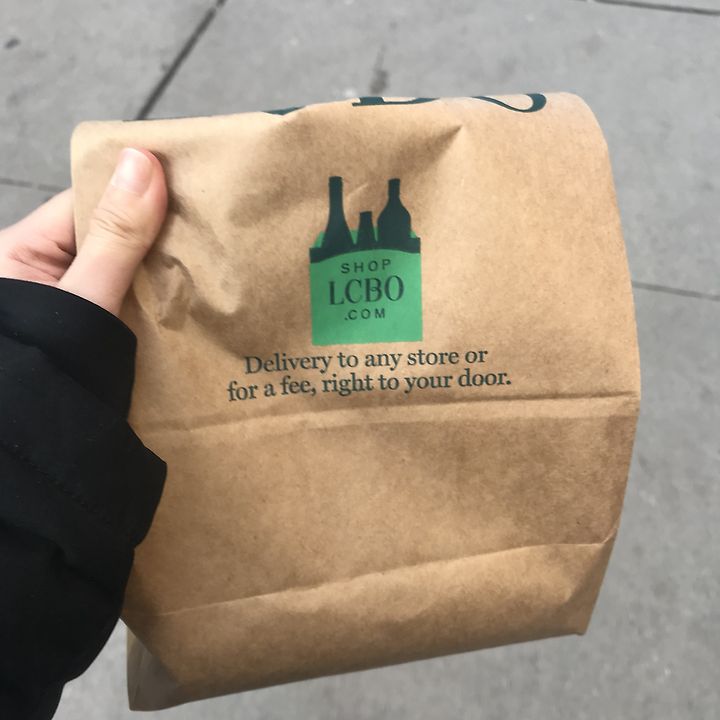 SHOP
LCBO
.COM
Delivery to any store or
for a fee, right to your door.